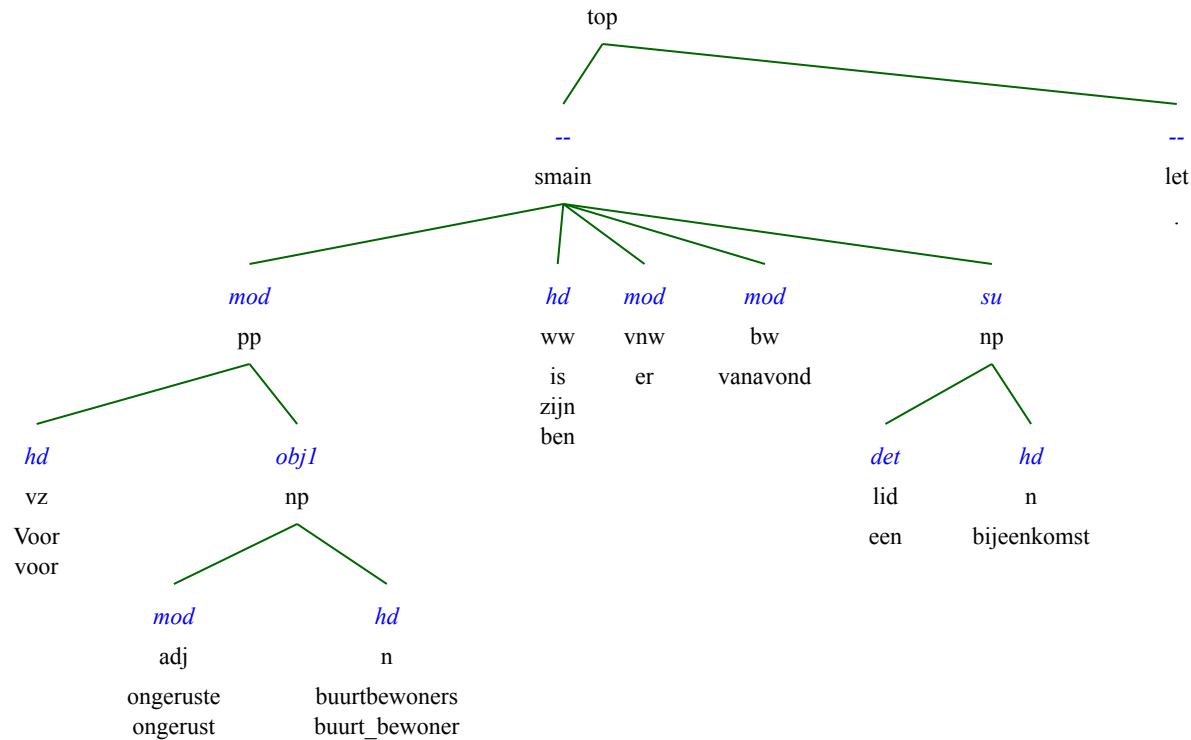 top
-- --
smain let
.
mod hd mod mod su
pp ww vnw bw np
is er vanavond
zijn
ben
hd obj1 det hd
vz np lid n
Voor een bijeenkomst
voor
mod hd
adj n
ongeruste buurtbewoners
ongerust buurt_bewoner